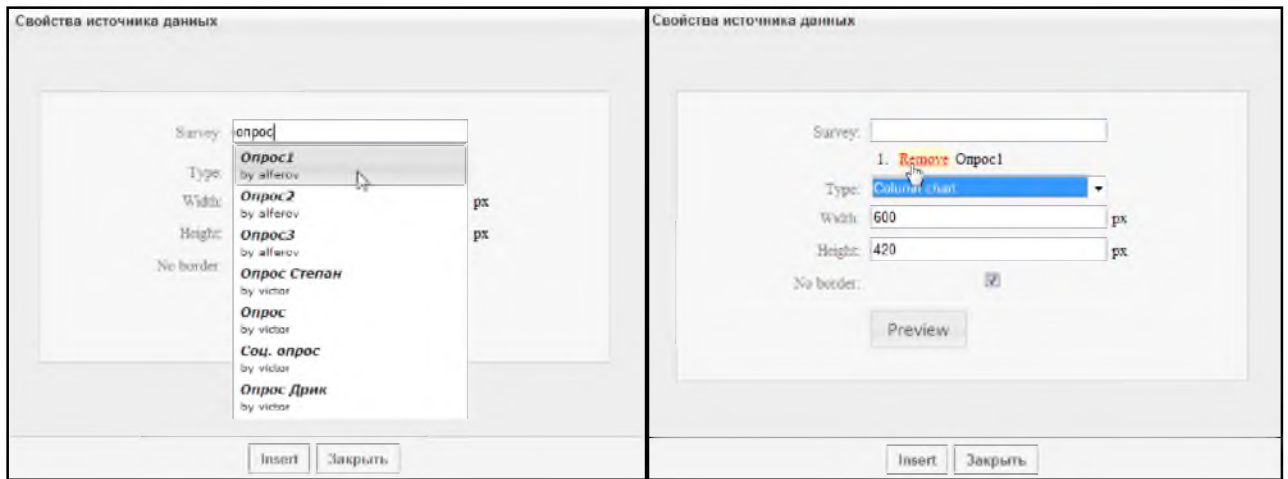 Свойства источника данных
Survey: опрос
Опрос1
by alferov
Type:
Опрос2
by alferov
Width: px
Опрос3
by alferov
Height: px
Опрос Степан
by victor
No border:
Опрос
by victor
Соц. опрос
by victor
Опрос Дрик
by victor
Insert Закрыть
Свойства источника данных
Survey:
1. Remove Опрос1
Type: Column chart
Width: 600 px
Height: 420 px
No border:
Preview
Insert Закрыть